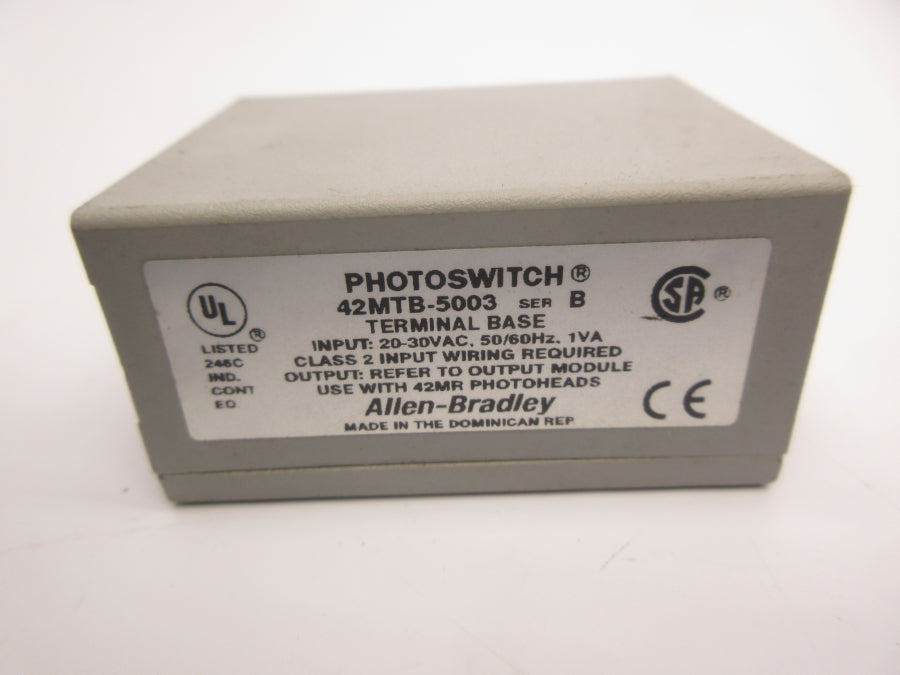 PHOTOSWITCH ®
42MTB-5003 SER B
TERMINAL BASE
INPUT: 20-30VAC, 50/60Hz, 1VA
CLASS 2 INPUT WIRING REQUIRED
OUTPUT: REFER TO OUTPUT MODULE
USE WITH 42MR PHOTOHEADS
Allen-Bradley
MADE IN THE DOMINICAN REP.
UL ®
LISTED
246C
IND.
CONT
EQ.
SA ®
CE